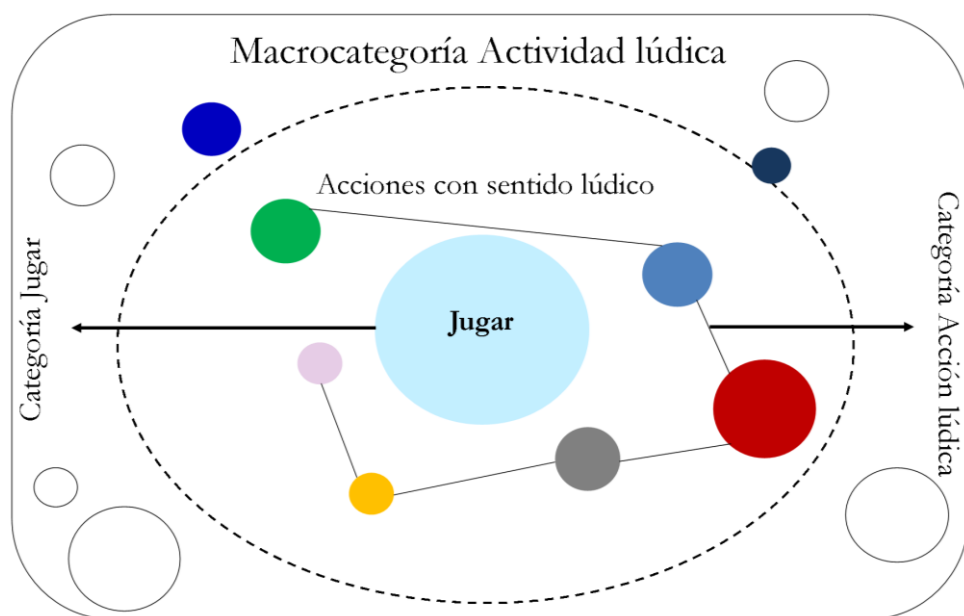 Macrocategoría Actividad lúdica
Acciones con sentido lúdico
Categoría Jugar
Jugar
Categoría Acción lúdica